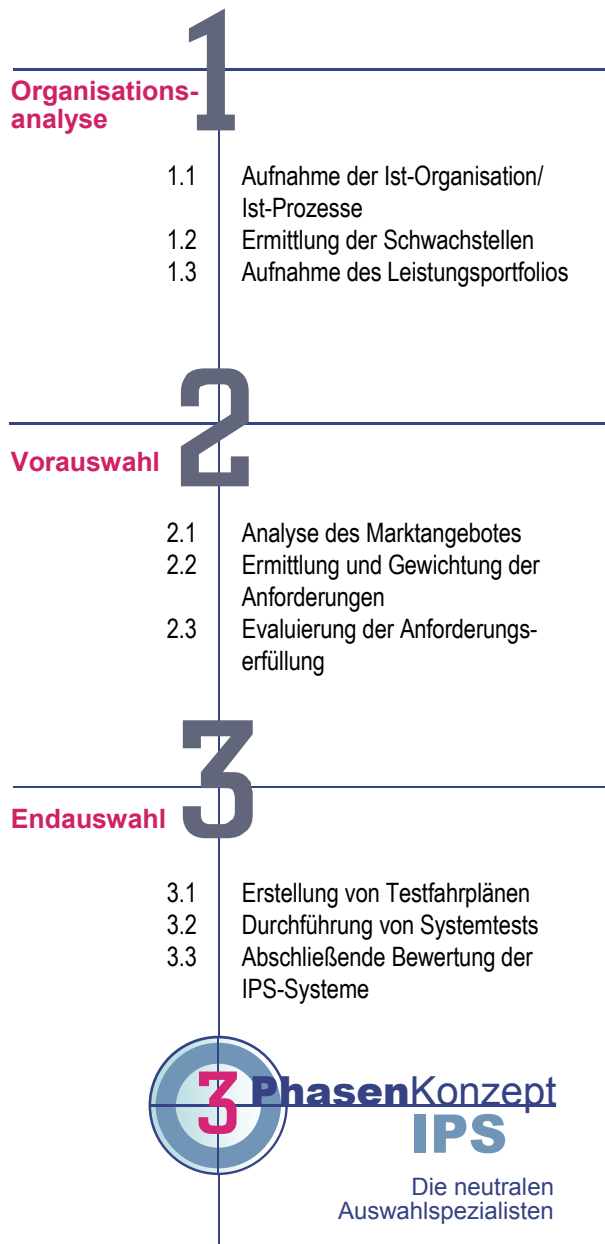 1
Organisations-
analyse
1.1 Aufnahme der Ist-Organisation/
Ist-Prozesse
1.2 Ermittlung der Schwachstellen
1.3 Aufnahme des Leistungsportfolios
2
Vorauswahl
2.1 Analyse des Marktangebotes
2.2 Ermittlung und Gewichtung der
Anforderungen
2.3 Evaluierung der Anforderungs-
erfüllung
3
Endauswahl
3.1 Erstellung von Testfahrplänen
3.2 Durchführung von Systemtests
3.3 Abschließende Bewertung der
IPS-Systeme
3 PhasenKonzept
IPS
Die neutralen
Auswahlspezialisten